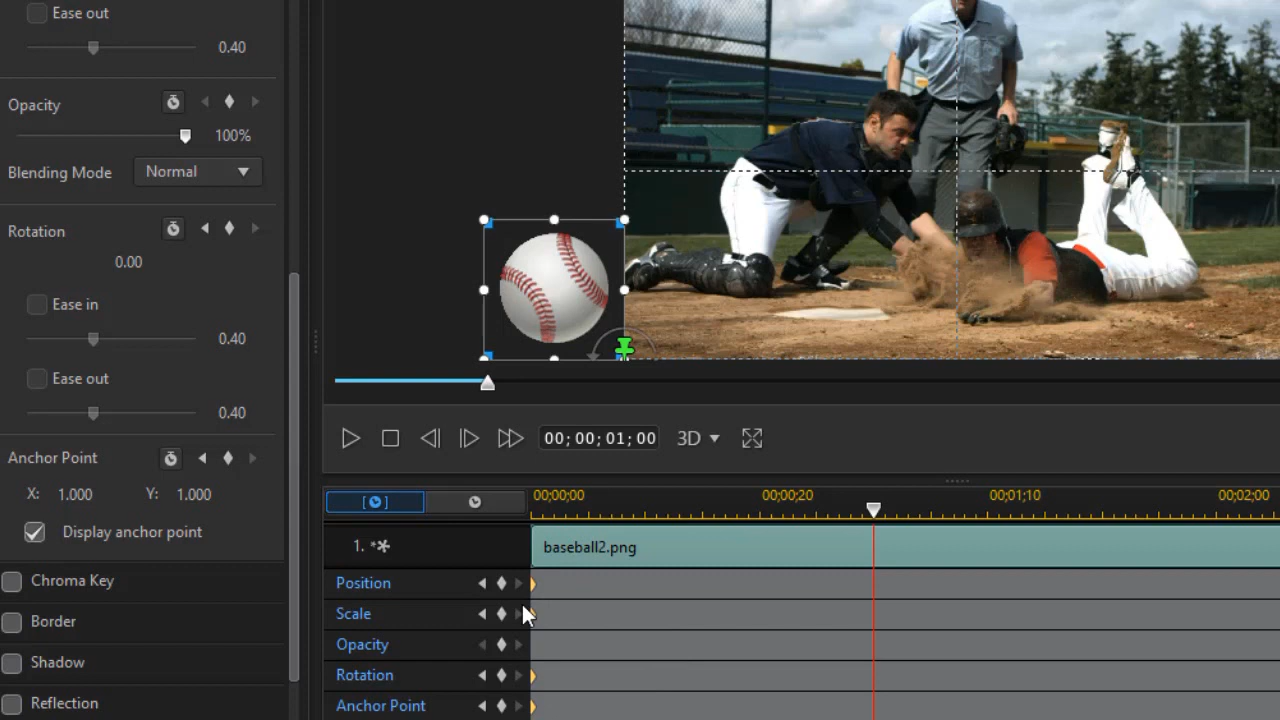 Ease out
0.40
Opacity
100%
Blending Mode Normal
Rotation
0.00
Ease in
0.40
Ease out
0.40
Anchor Point
X: 1.000 Y: 1.000
Display anchor point
Chroma Key
Border
Shadow
Reflection
00;00;01;00 3D
00;00;00 00;00;20 00;01;10 00;02;00
1. * baseball2.png
Position
Scale
Opacity
Rotation
Anchor Point